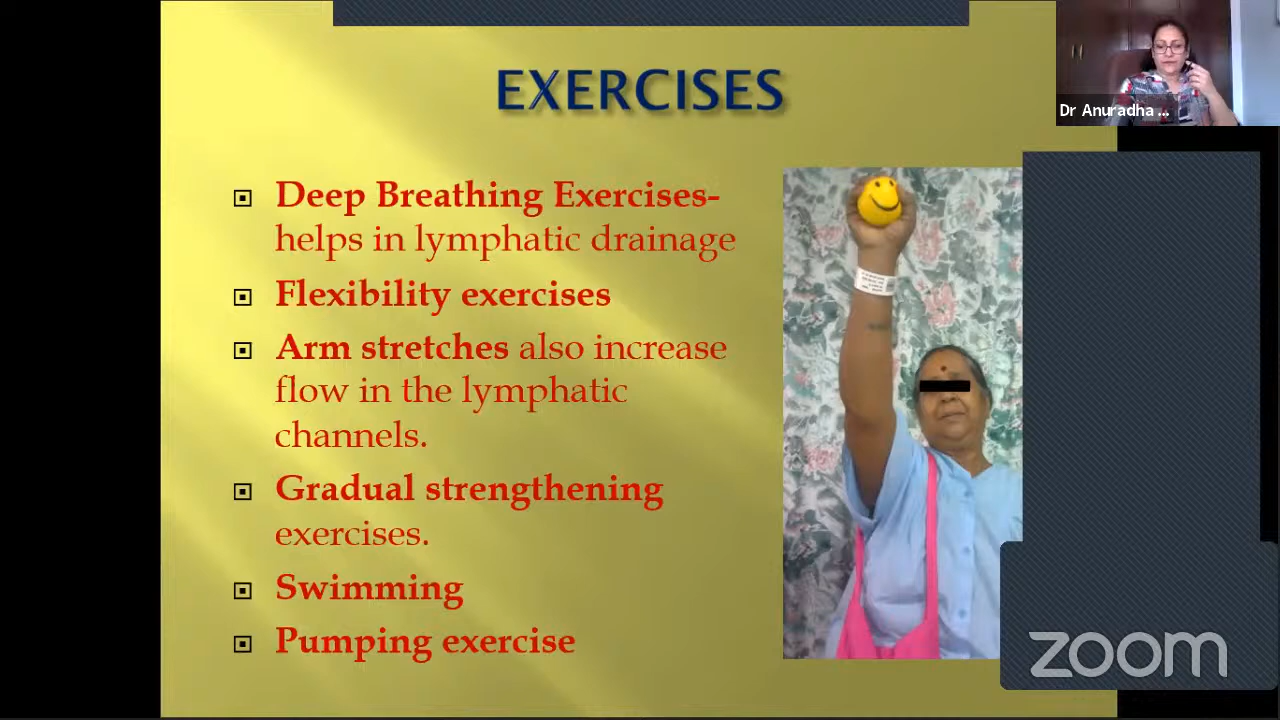 EXERCISES
Dr Anuradha ...
Deep Breathing Exercises-
helps in lymphatic drainage
Flexibility exercises
Arm stretches also increase
flow in the lymphatic
channels.
Gradual strengthening
exercises.
Swimming
Pumping exercise
zoom